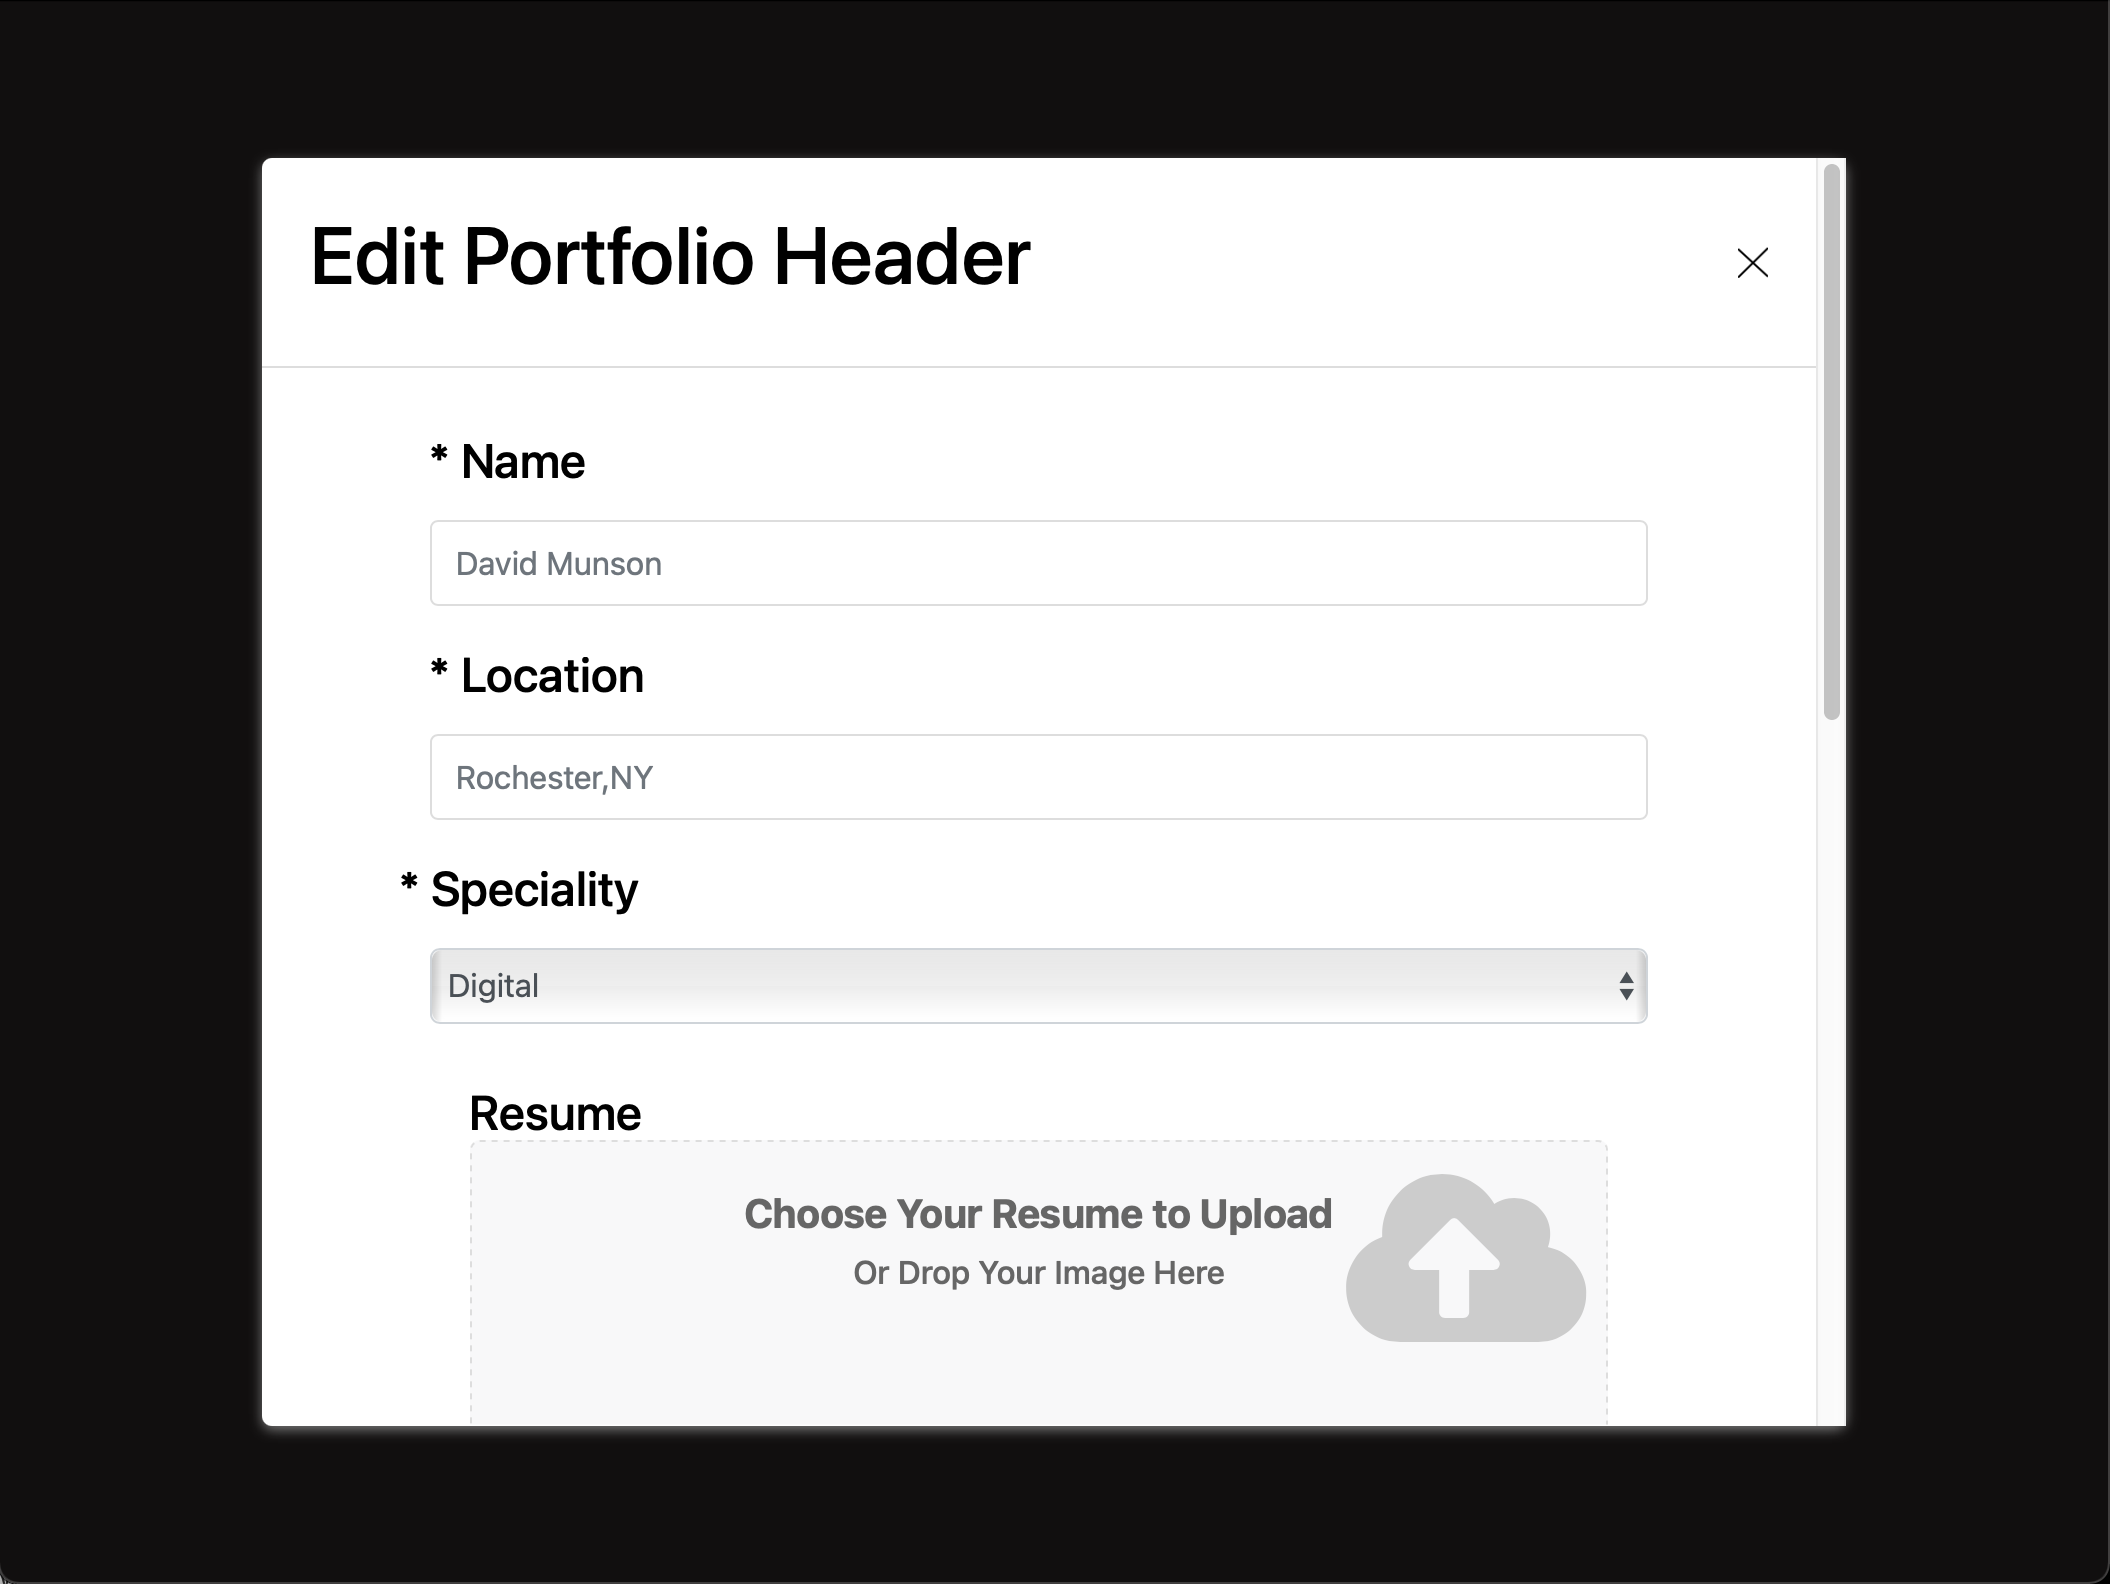 Edit Portfolio Header
* Name
David Munson
* Location
Rochester,NY
* Speciality
Digital
Resume
Choose Your Resume to Upload
Or Drop Your Image Here